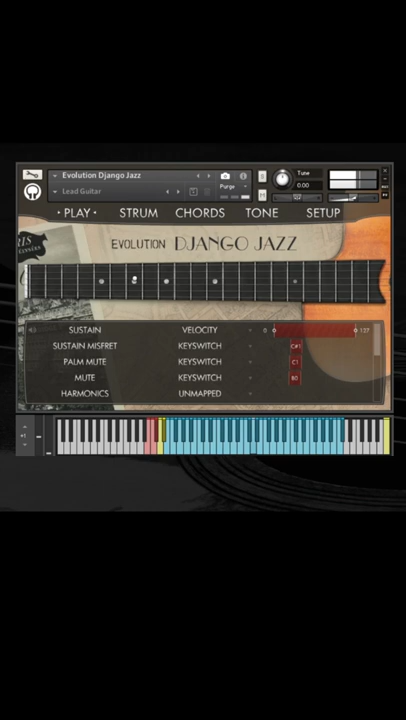 Evolution Django Jazz
Lead Guitar
Purge
S
M
Tune
0.00
PLAY
STRUM
CHORDS
TONE
SETUP
EVOLUTION DJANGO JAZZ
SUSTAIN VELOCITY 0 127
SUSTAIN MISFRET KEYSWITCH C#1
PALM MUTE KEYSWITCH C1
MUTE KEYSWITCH B0
HARMONICS UNMAPPED